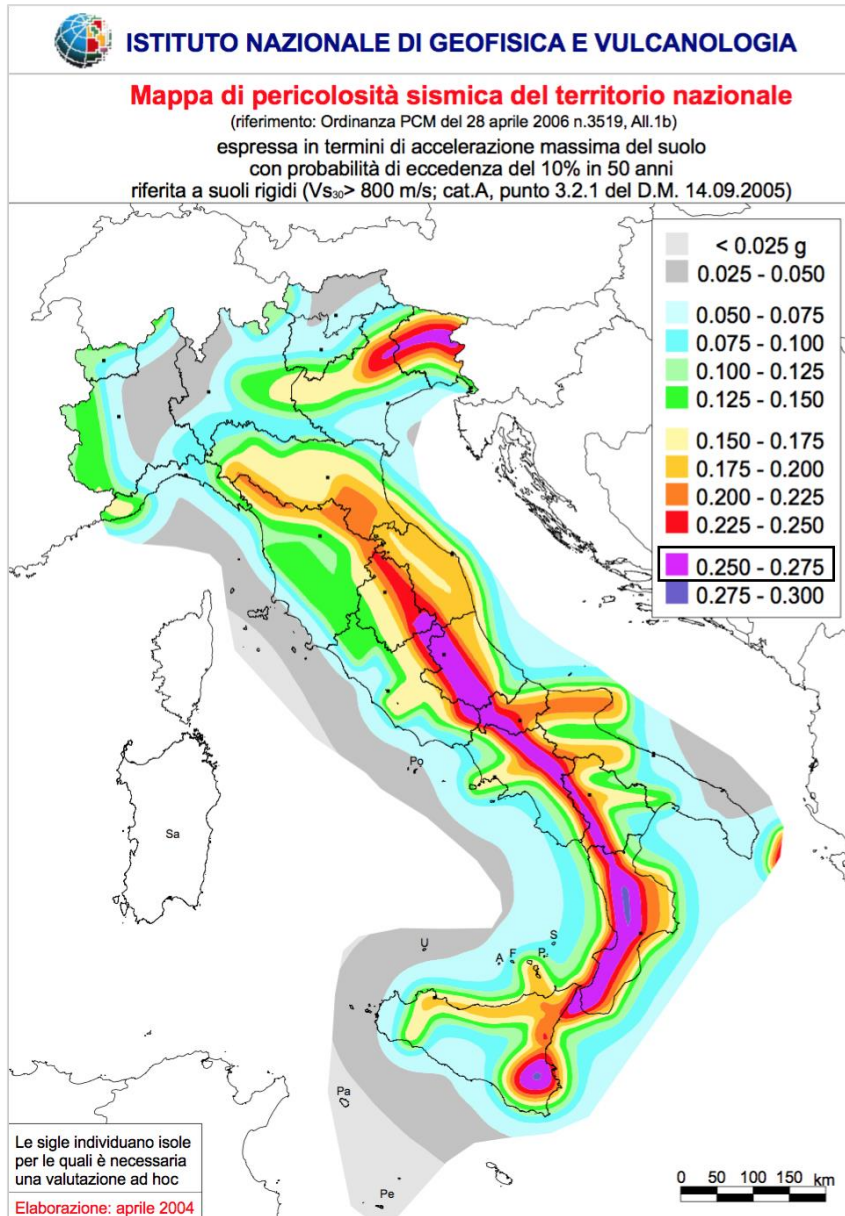 ISTITUTO NAZIONALE DI GEOFISICA E VULCANOLOGIA
Mappa di pericolosità sismica del territorio nazionale
(riferimento: Ordinanza PCM del 28 aprile 2006 n.3519, All.1b)
espressa in termini di accelerazione massima del suolo
con probabilità di eccedenza del 10% in 50 anni
riferita a suoli rigidi (Vs30> 800 m/s; cat.A, punto 3.2.1 del D.M. 14.09.2005)
< 0.025 g
0.025 - 0.050
0.050 - 0.075
0.075 - 0.100
0.100 - 0.125
0.125 - 0.150
0.150 - 0.175
0.175 - 0.200
0.200 - 0.225
0.225 - 0.250
0.250 - 0.275
0.275 - 0.300
Po
Sa
U
A
F
P
S
Pa
Pe
Le sigle individuano isole
per le quali è necessaria
una valutazione ad hoc
Elaborazione: aprile 2004
0 50 100 150 km